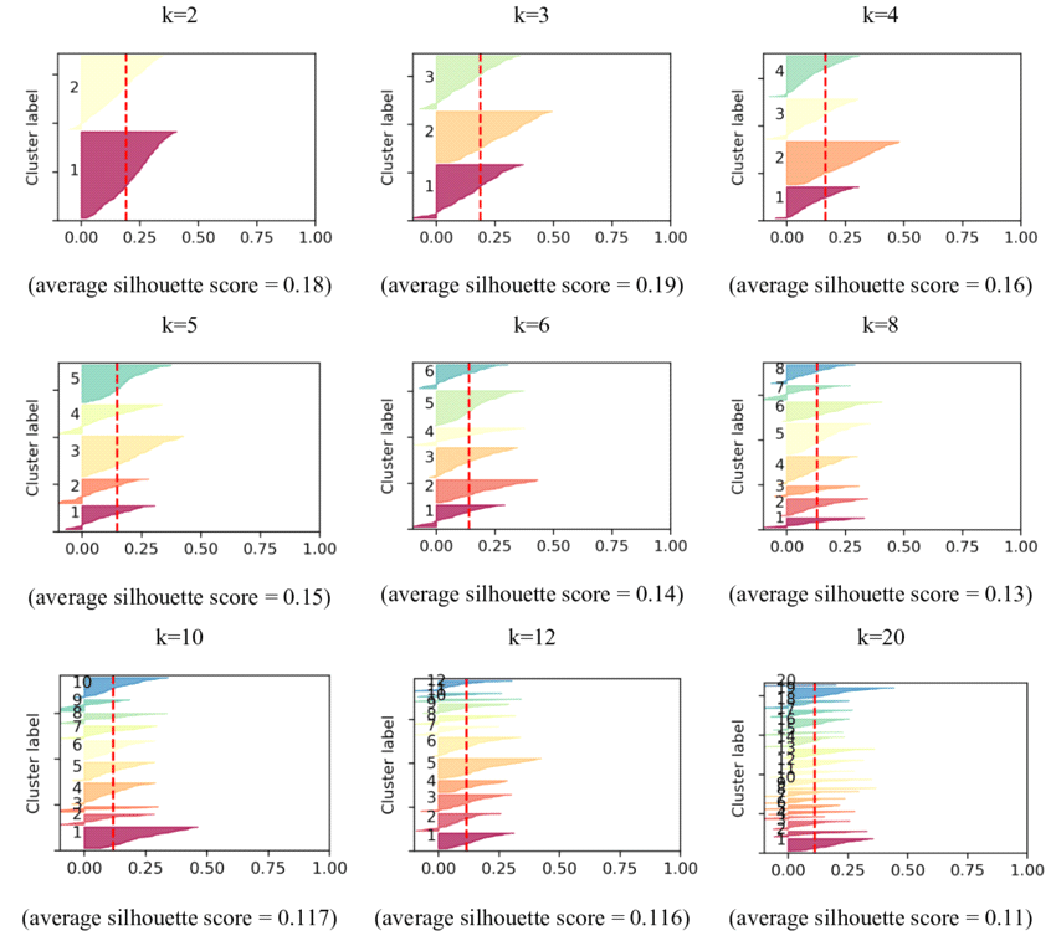 k=2 k=3 k=4
Cluster label 2 1 Cluster label 3 2 1 Cluster label 4 3 2 1
0.00 0.25 0.50 0.75 1.00 0.00 0.25 0.50 0.75 1.00 0.00 0.25 0.50 0.75 1.00
(average silhouette score = 0.18) (average silhouette score = 0.19) (average silhouette score = 0.16)
k=5 k=6 k=8
Cluster label 5 4 3 2 1 Cluster label 6 5 4 3 2 1 Cluster label 8 7 6 5 4 3 2 1
0.00 0.25 0.50 0.75 1.00 0.00 0.25 0.50 0.75 1.00 0.00 0.25 0.50 0.75 1.00
(average silhouette score = 0.15) (average silhouette score = 0.14) (average silhouette score = 0.13)
k=10 k=12 k=20
Cluster label 10 9 8 7 6 5 4 3 2 1 Cluster label 12 10 8 7 6 5 4 3 2 1 Cluster label 20 1
0.00 0.25 0.50 0.75 1.00 0.00 0.25 0.50 0.75 1.00 0.00 0.25 0.50 0.75 1.00
(average silhouette score = 0.117) (average silhouette score = 0.116) (average silhouette score = 0.11)